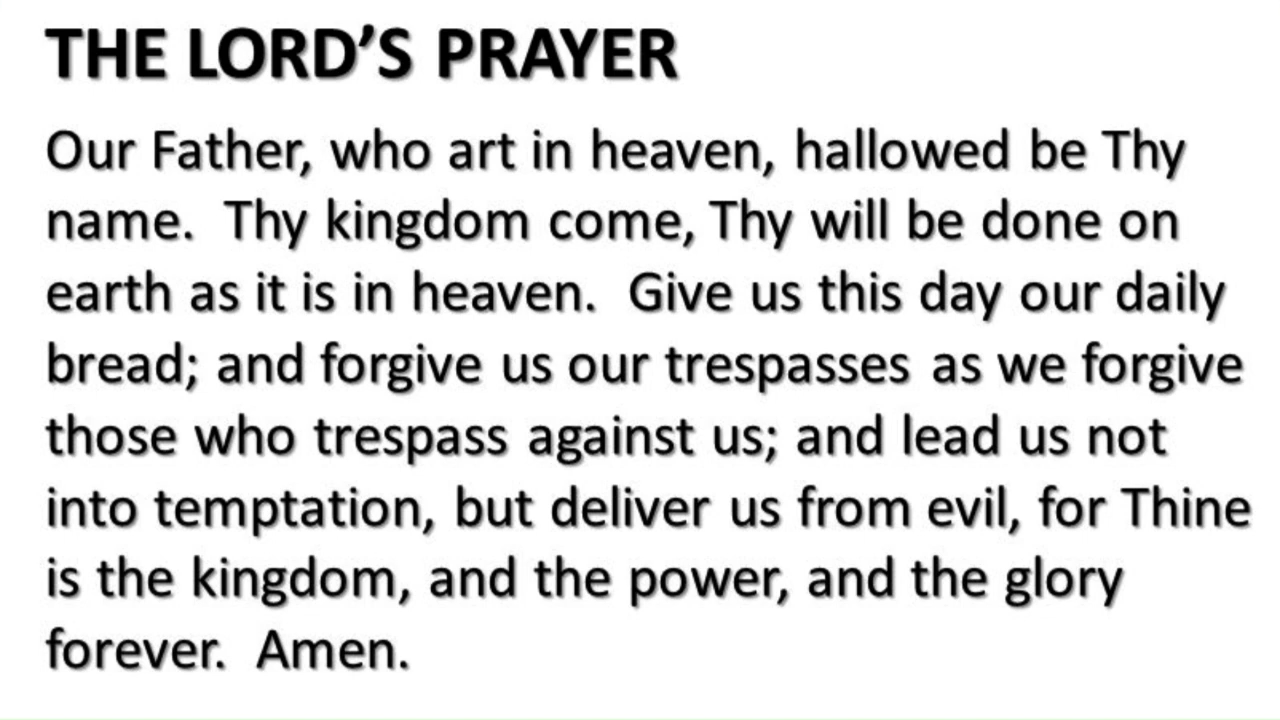 THE LORD’S PRAYER
Our Father, who art in heaven, hallowed be Thy
name.  Thy kingdom come, Thy will be done on
earth as it is in heaven.  Give us this day our daily
bread; and forgive us our trespasses as we forgive
those who trespass against us; and lead us not
into temptation, but deliver us from evil, for Thine
is the kingdom, and the power, and the glory
forever.  Amen.